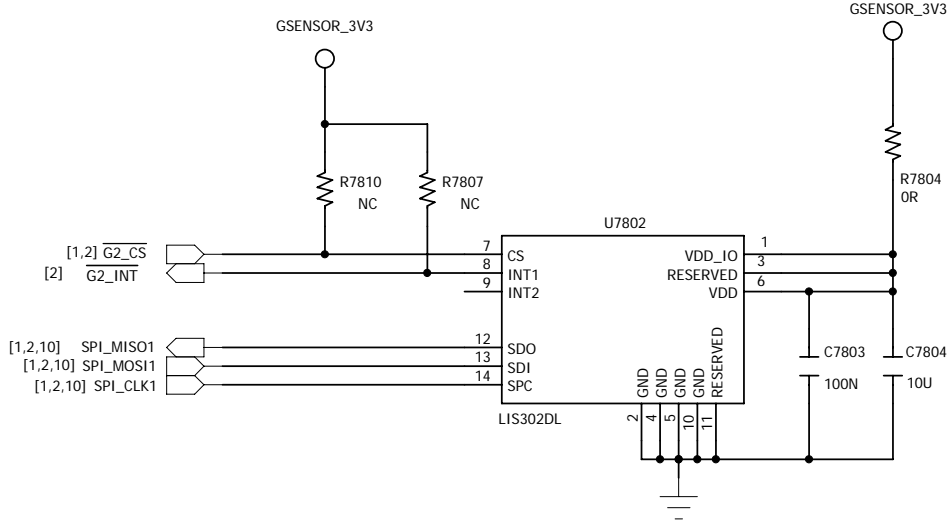 GSENSOR_3V3
GSENSOR_3V3
R7810
NC
R7807
NC
R7804
0R
U7802
[1,2] G2_CS
7
CS
[2] G2_INT
8
INT1
9
INT2
1
VDD_IO
3
RESERVED
6
VDD
[1,2,10] SPI_MISO1
12
SDO
[1,2,10] SPI_MOSI1
13
SDI
[1,2,10] SPI_CLK1
14
SPC
GND
GND
GND
GND
RESERVED
2
4
5
10
11
LIS302DL
C7803
100N
C7804
10U